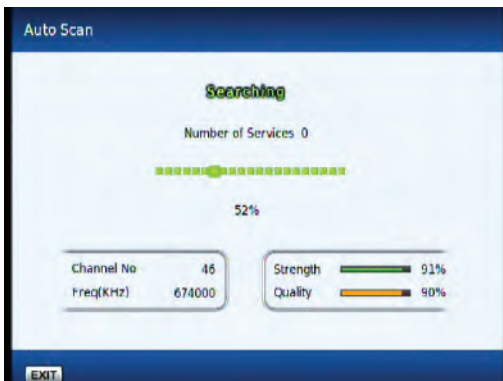 Auto Scan
Searching
Number of Services 0
52%
Channel No 46
Freq(KHz) 674000
Strength 91%
Quality 90%
EXIT